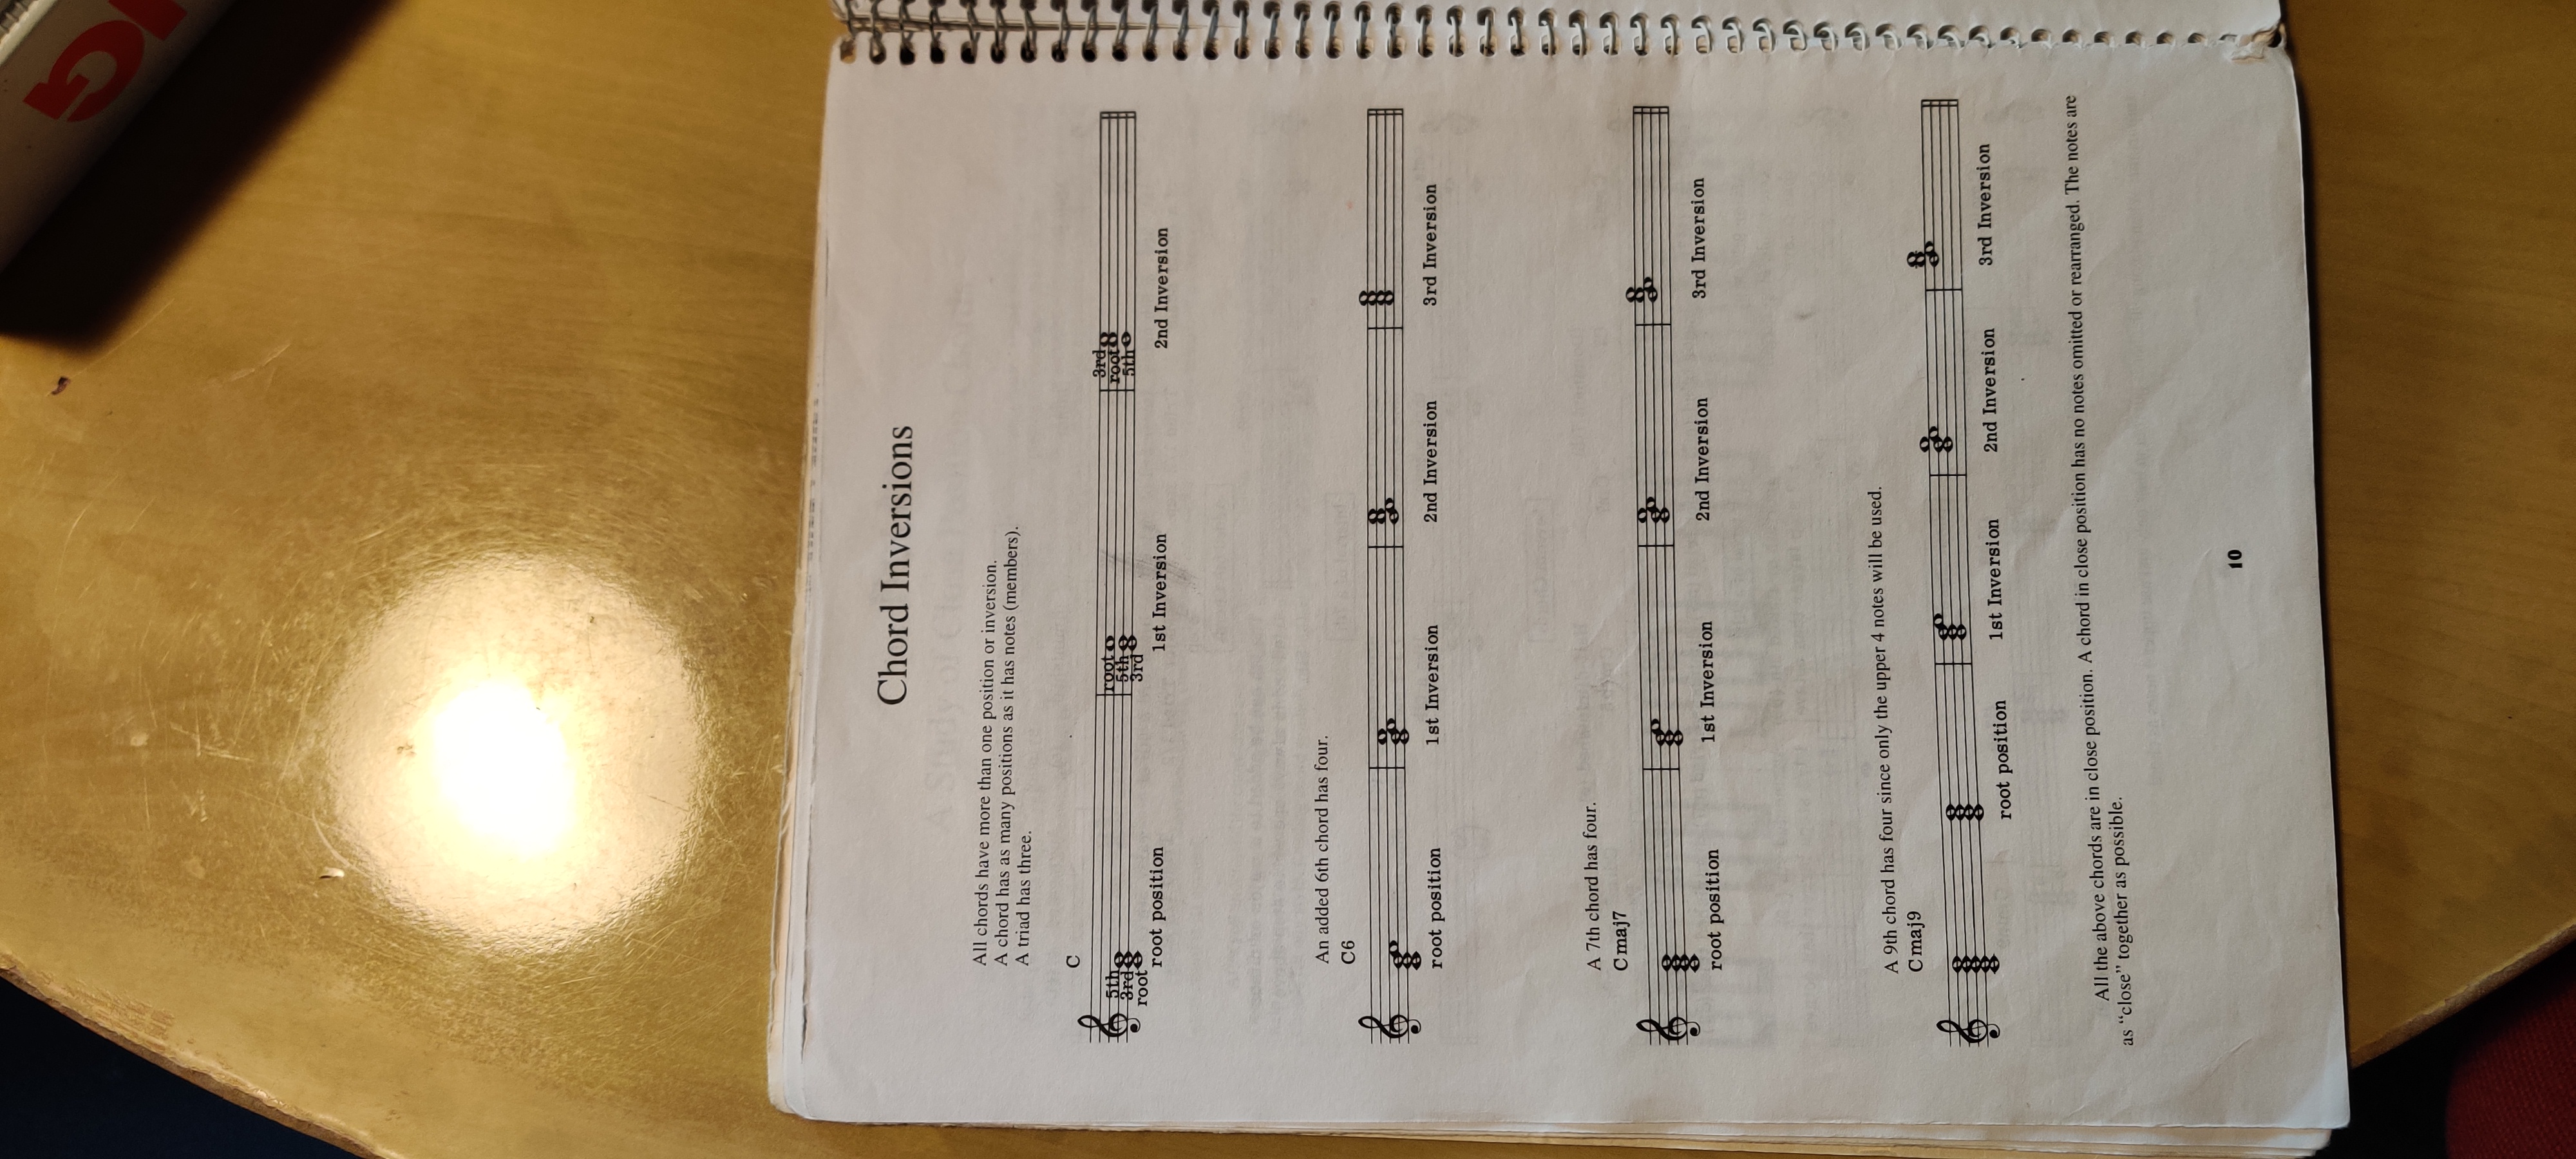 Chord Inversions
All chords have more than one position or inversion.
A chord has as many positions as it has notes (members).
A triad has three.
C
5th
3rd
root
root
5th
3rd
3rd
root
5th
root position 1st Inversion 2nd Inversion
An added 6th chord has four.
C6
root position 1st Inversion 2nd Inversion 3rd Inversion
A 7th chord has four.
Cmaj7
root position 1st Inversion 2nd Inversion 3rd Inversion
A 9th chord has four since only the upper 4 notes will be used.
Cmaj9
root position 1st Inversion 2nd Inversion 3rd Inversion
All the above chords are in close position. A chord in close position has no notes omitted or rearranged. The notes are
as “close” together as possible.
10